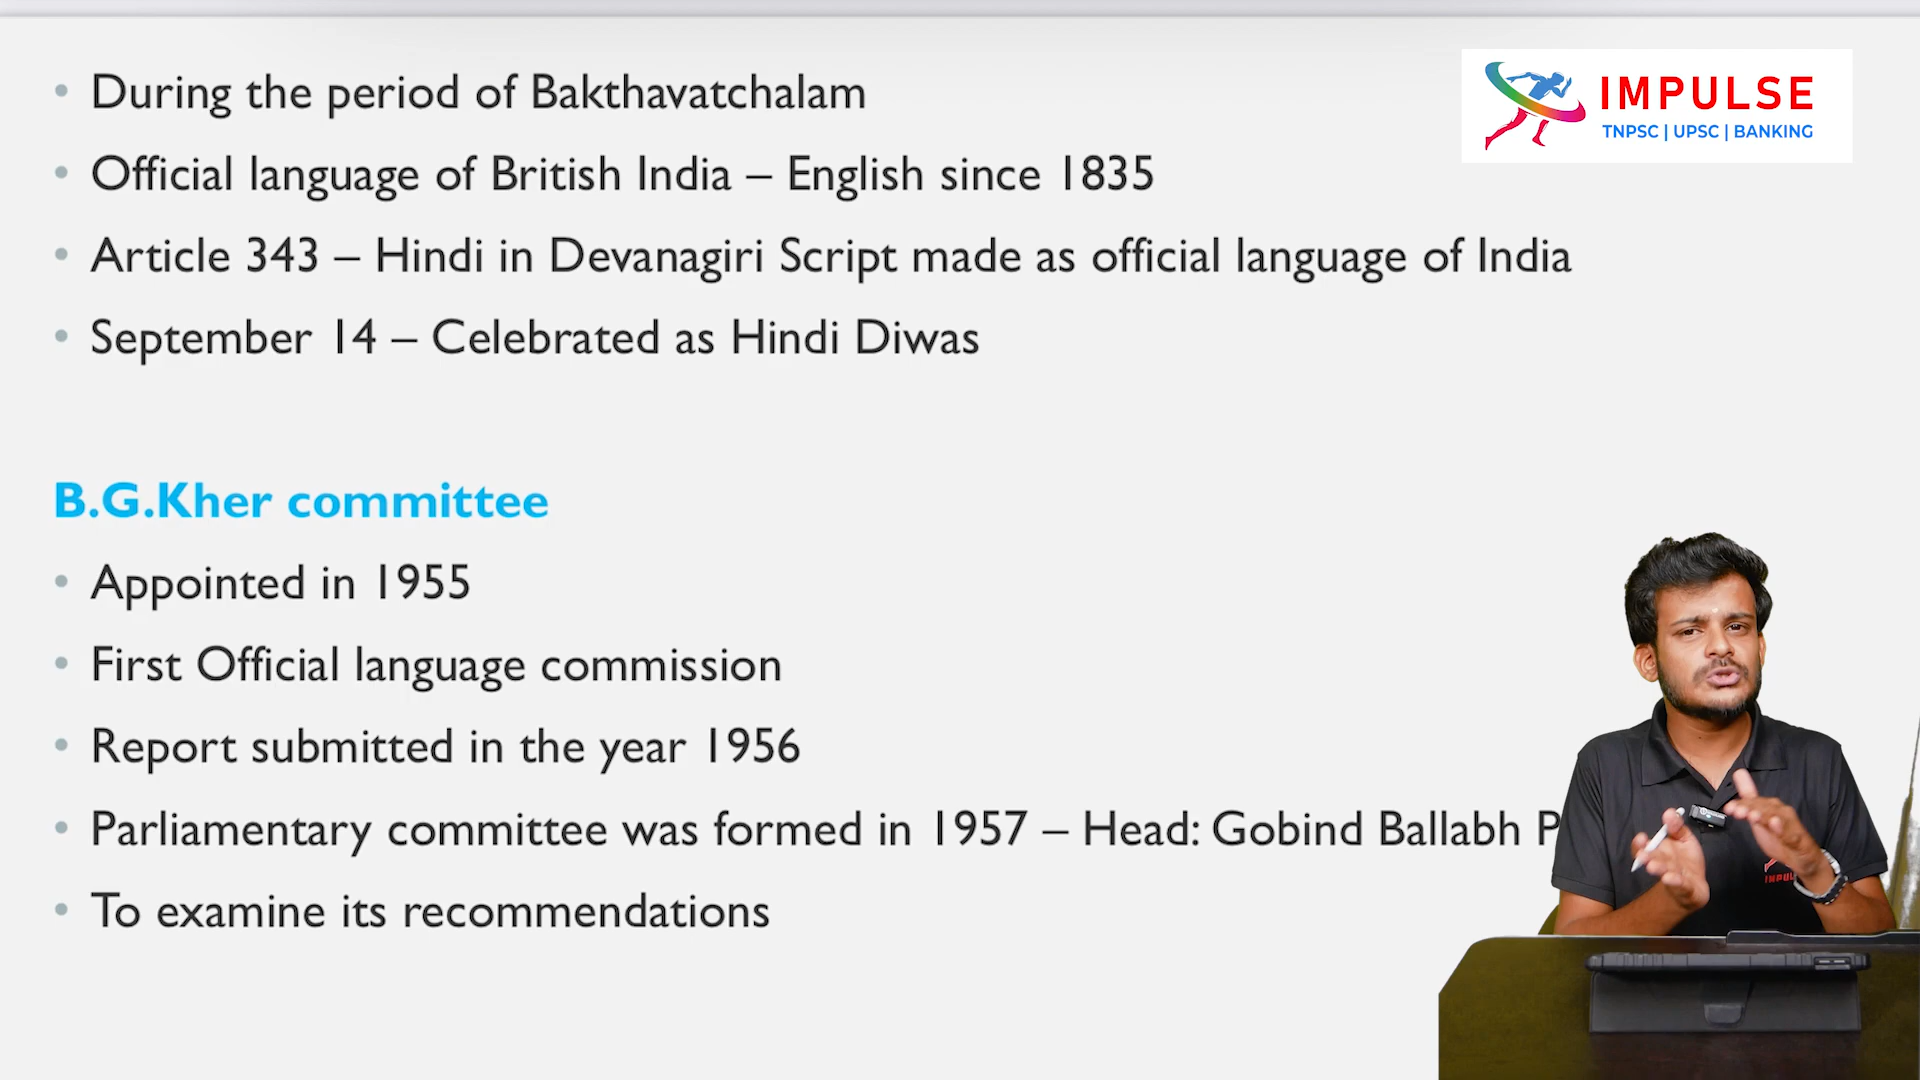 • During the period of Bakthavatchalam
• Official language of British India – English since 1835
• Article 343 – Hindi in Devanagiri Script made as official language of India
• September 14 – Celebrated as Hindi Diwas
IMPULSE
TNPSC | UPSC | BANKING
B.G.Kher committee
• Appointed in 1955
• First Official language commission
• Report submitted in the year 1956
• Parliamentary committee was formed in 1957 – Head: Gobind Ballabh P
• To examine its recommendations